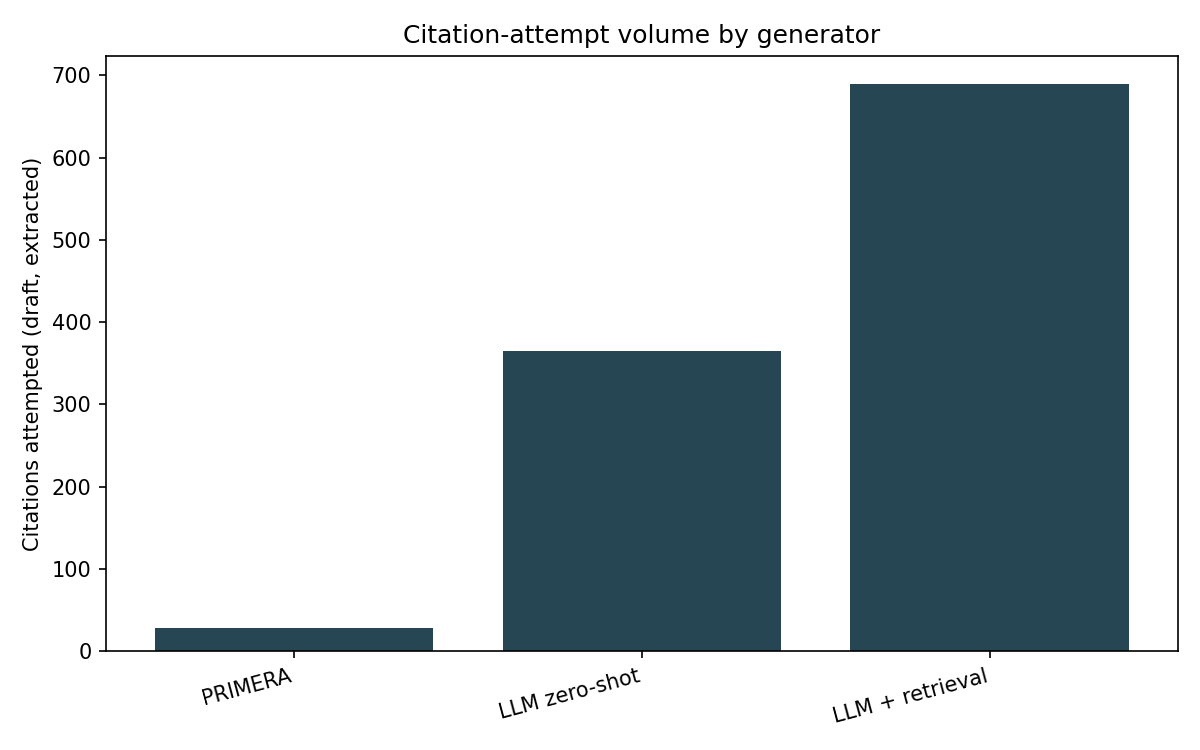 Citation-attempt volume by generator
Citations attempted (draft, extracted)
700
600
500
400
300
200
100
0
PRIMERA
LLM zero-shot
LLM + retrieval